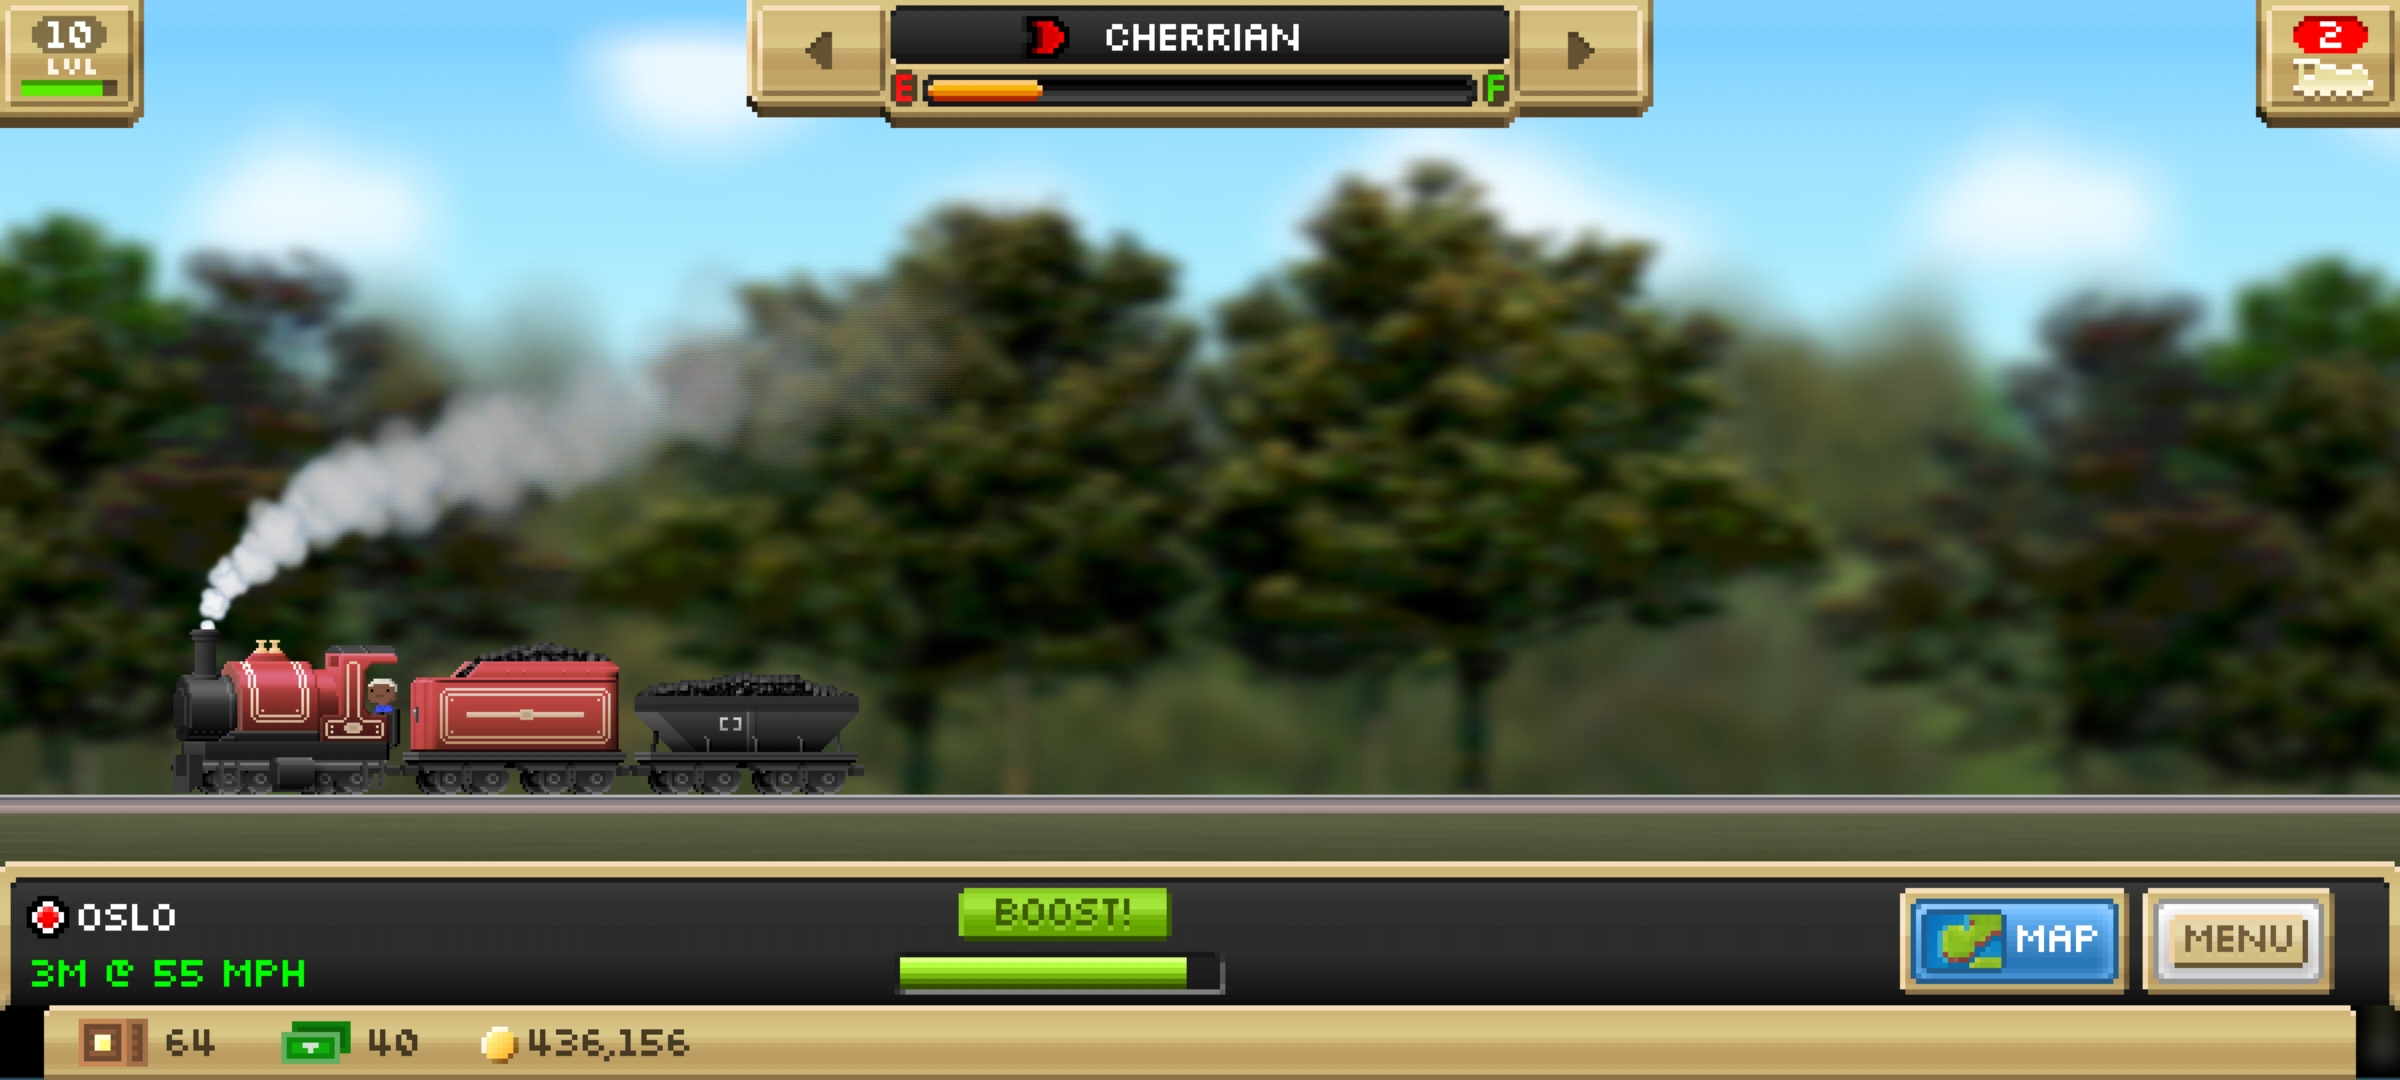 10
LVL
CHERRIAN
E
F
2
OSLO
3M @ 55 MPH
BOOST!
MAP
MENU
64
40
436,156